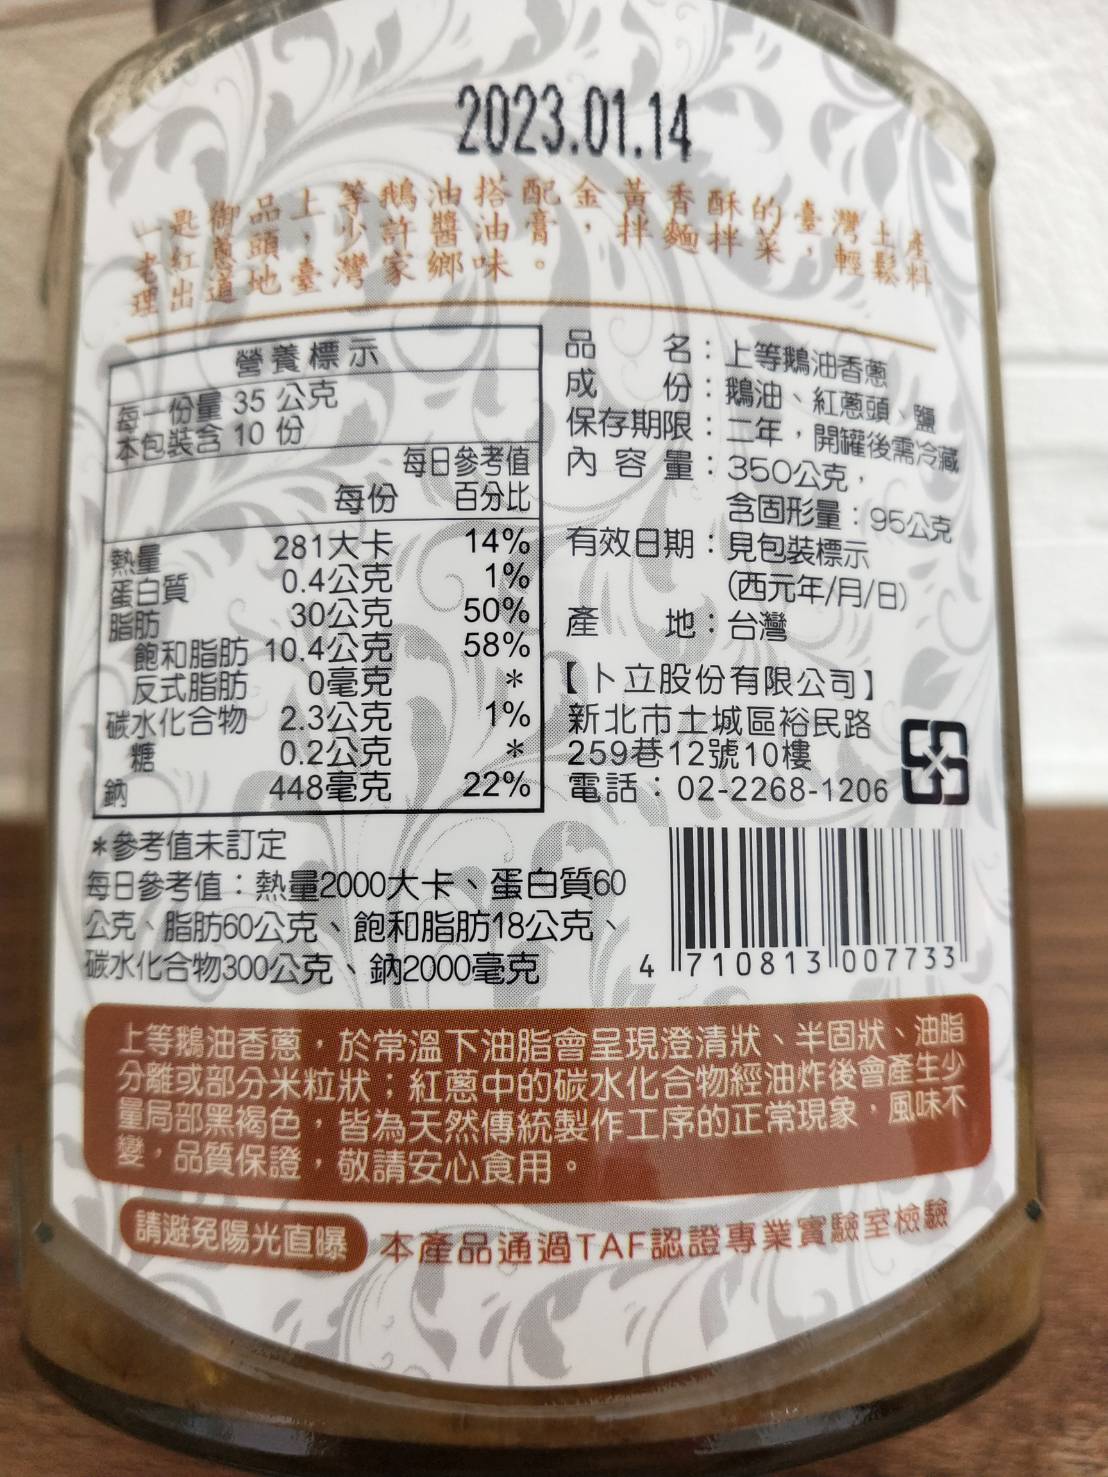 2023.01.14
一匙御品上等鵝油搭配金黃香酥的臺灣土產
老紅蔥頭，少許醬油膏，拌麵拌菜，輕鬆料
理出道地臺灣家鄉味。
營養標示
每一份量 35 公克
本包裝含 10 份
每份 每日參考值百分比
熱量 281大卡 14%
蛋白質 0.4公克 1%
脂肪 30公克 50%
飽和脂肪 10.4公克 58%
反式脂肪 0毫克 *
碳水化合物 2.3公克 1%
糖 0.2公克 *
鈉 448毫克 22%
*參考值未訂定
每日參考值：熱量2000大卡、蛋白質60
公克、脂肪60公克、飽和脂肪18公克、
碳水化合物300公克、鈉2000毫克
品名：上等鵝油香蔥
成份：鵝油、紅蔥頭、鹽
保存期限：二年，開罐後需冷藏
內容量：350公克，
含固形量：95公克
有效日期：見包裝標示
(西元年/月/日)
產地：台灣
【卜立股份有限公司】
新北市土城區裕民路
259巷12號10樓
電話：02-2268-1206
4 710813 007733
上等鵝油香蔥，於常溫下油脂會呈現澄清狀、半固狀、油脂
分離或部分米粒狀；紅蔥中的碳水化合物經油炸後會產生少
量局部黑褐色，皆為天然傳統製作工序的正常現象，風味不
變，品質保證，敬請安心食用。
請避免陽光直曝
本產品通過TAF認證專業實驗室檢驗